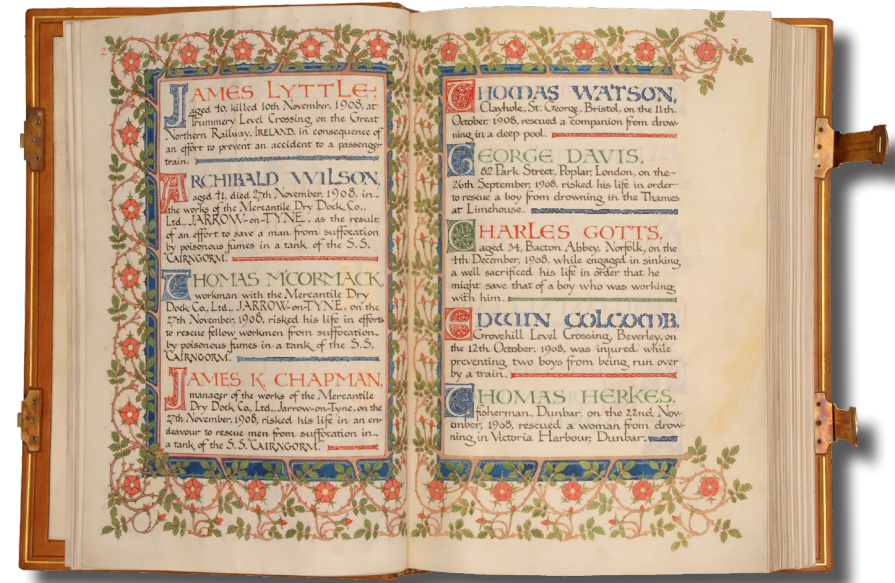 2
JAMES LYTTLE:
aged 40, killed 10th November, 1908, at
Trummery Level Crossing on the Great
Northern Railway, IRELAND, in consequence of
an effort to prevent an accident to a passenger
train.
ARCHIBALD WILSON,
aged 41, died 27th November, 1908, in
the works of the Mercantile Dry Dock Co.,
Ltd., JARROW-on-TYNE, as the result
of an effort to save a man from suffocation
by poisonous fumes in a tank of the S.S.
"CAIRNGORM".
THOMAS McCORMACK,
workman with the Mercantile Dry
Dock Co., Ltd., JARROW-on-TYNE, on the
27th November, 1908, risked his life in efforts
to rescue fellow workmen from suffocation
by poisonous fumes in a tank of the S.S.
"CAIRNGORM".
JAMES K. CHAPMAN,
manager of the works of the Mercantile
Dry Dock Co., Ltd., Jarrow-on-Tyne, on the
27th November, 1908, risked his life in an en-
deavour to rescue men from suffocation in
a tank of the S.S. "CAIRNGORM".
3
THOMAS WATSON,
Clayhole, St. George, Bristol, on the 11th
October, 1908, rescued a companion from drow-
ning in a deep pool.
GEORGE DAVIS,
82 Park Street, Poplar, London, on the
26th September, 1908, risked his life in order
to rescue a boy from drowning in the Thames
at Limehouse.
CHARLES GOTTS,
aged 34, Bacton Abbey, Norfolk, on the
4th December, 1908, while engaged in sinking
a well sacrificed his life in order that he
might save that of a boy who was working
with him.
EDWIN COLCOMB,
Grovehill Level Crossing, Beverley, on
the 12th October, 1908, was injured while
preventing two boys from being run over
by a train.
THOMAS HERKES,
fisherman, Dunbar, on the 22nd Nov-
ember, 1908, rescued a woman from drow-
ning in Victoria Harbour, Dunbar.